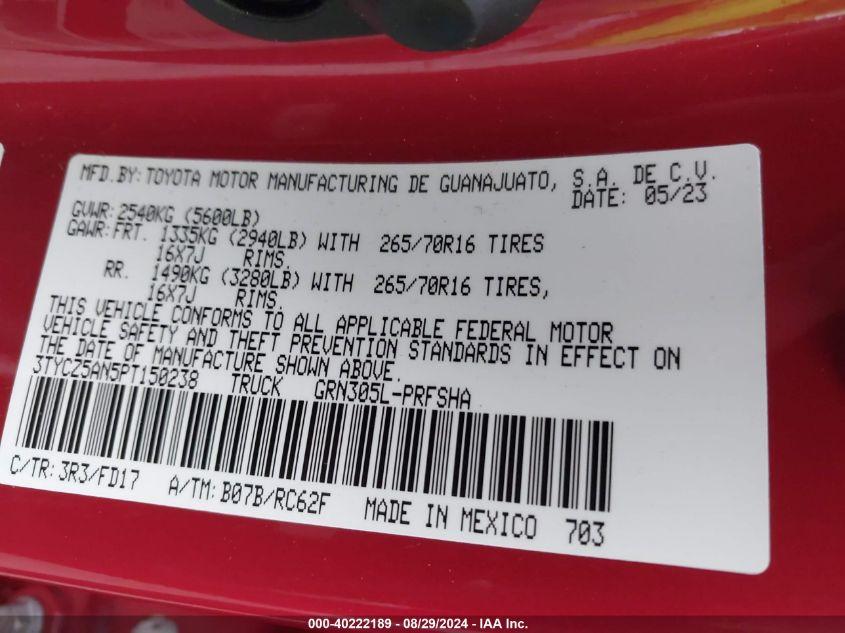 MFD.BY:TOYOTA MOTOR MANUFACTURING DE GUANAJUATO, S.A. DE C.V.
DATE: 05/23
GVWR:2540KG (5600LB)
GAWR:FRT. 1335KG (2940LB) WITH 265/70R16 TIRES
16X7J RIMS.
RR. 1490KG (3280LB) WITH 265/70R16 TIRES,
16X7J RIMS.
THIS VEHICLE CONFORMS TO ALL APPLICABLE FEDERAL MOTOR
VEHICLE SAFETY AND THEFT PREVENTION STANDARDS IN EFFECT ON
THE DATE OF MANUFACTURE SHOWN ABOVE.
3TYCZ5AN5PT150238 TRUCK GRN305L-PRFSHA
C/TR:3R3/FD17 A/TM:B07B/RC62F MADE IN MEXICO 703
000-40222189 - 08/29/2024 - IAA Inc.